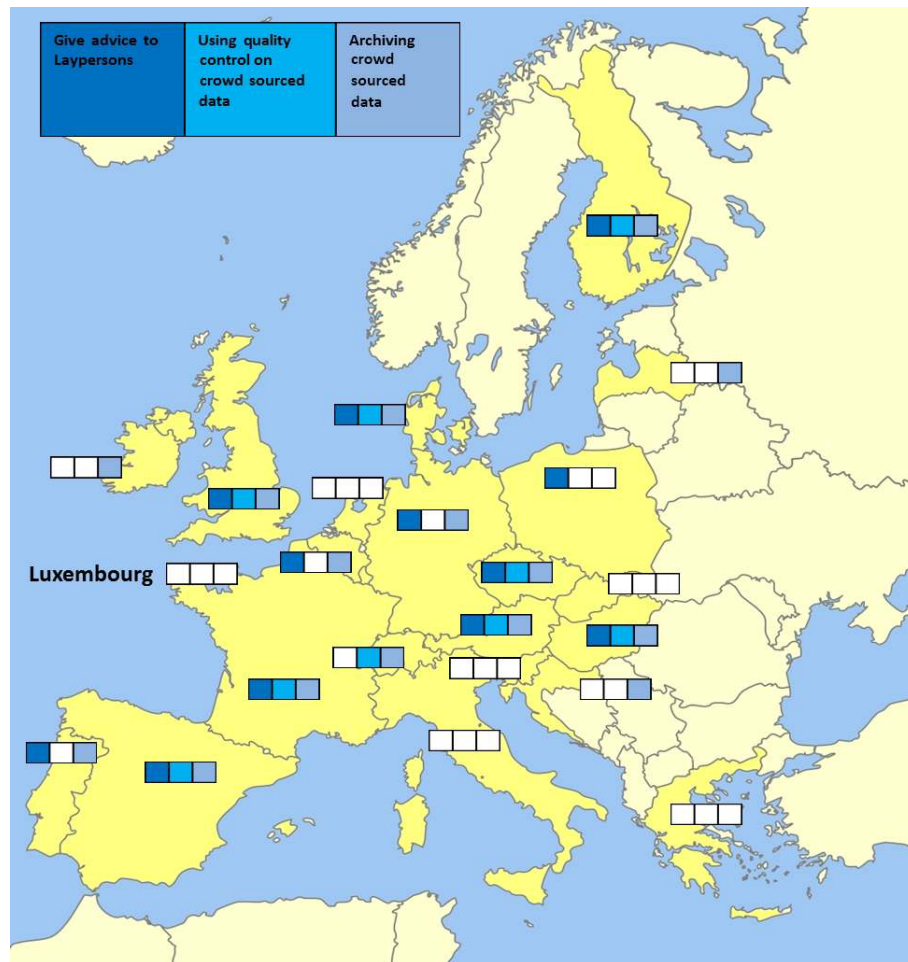 Give advice to
Laypersons
Using quality
control on
crowd sourced
data
Archiving
crowd
sourced
data
Luxembourg